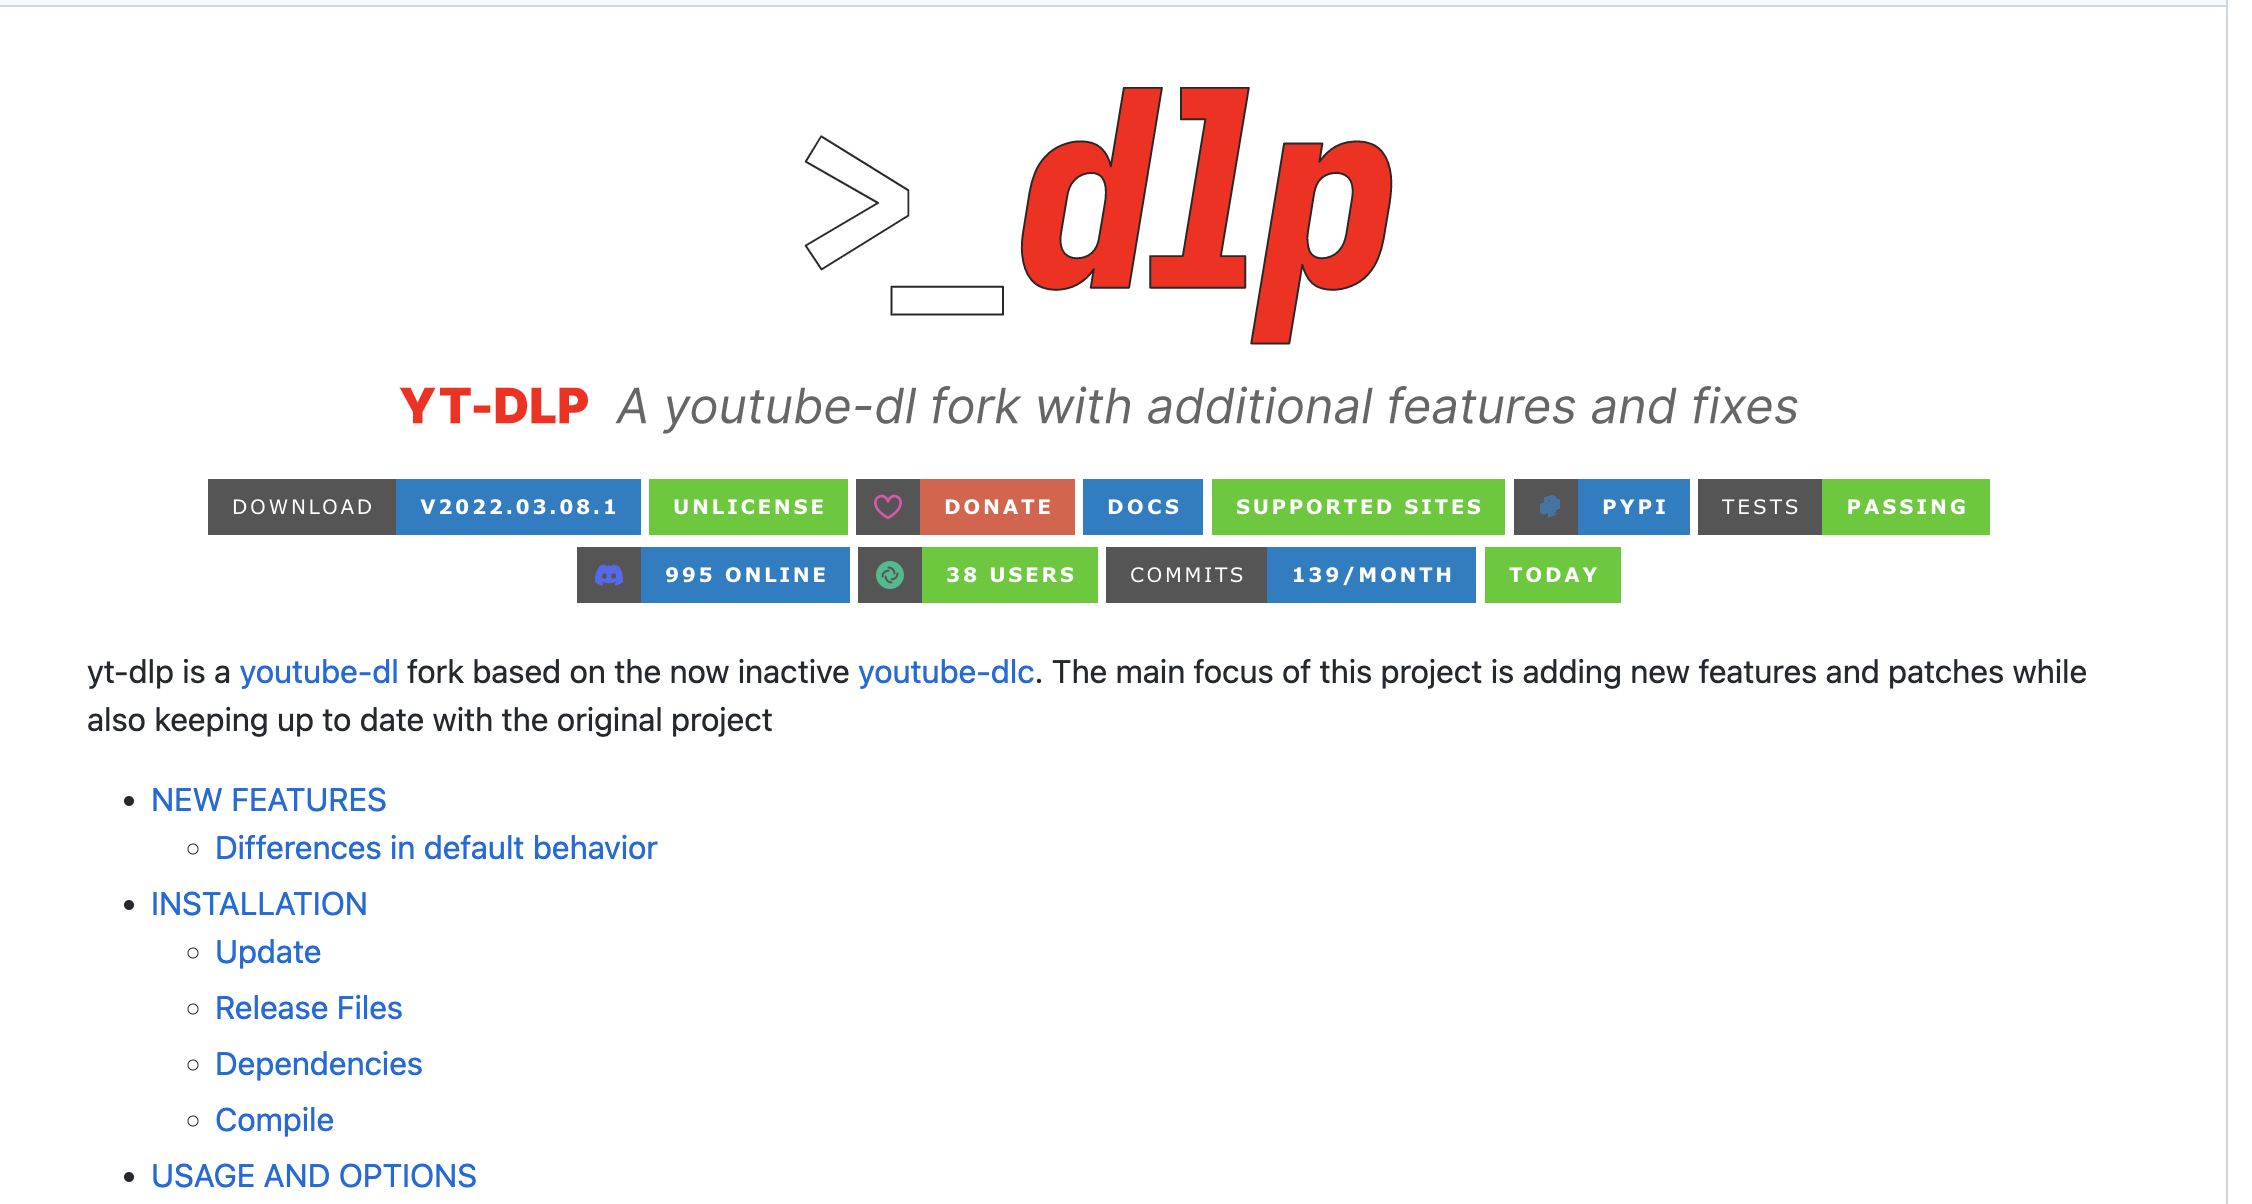 >_dlp
YT-DLP A youtube-dl fork with additional features and fixes
DOWNLOAD V2022.03.08.1 UNLICENSE DONATE DOCS SUPPORTED SITES PYPI TESTS PASSING
995 ONLINE 38 USERS COMMITS 139/MONTH TODAY
yt-dlp is a youtube-dl fork based on the now inactive youtube-dlc. The main focus of this project is adding new features and patches while
also keeping up to date with the original project
• NEW FEATURES
◦ Differences in default behavior
• INSTALLATION
◦ Update
◦ Release Files
◦ Dependencies
◦ Compile
• USAGE AND OPTIONS